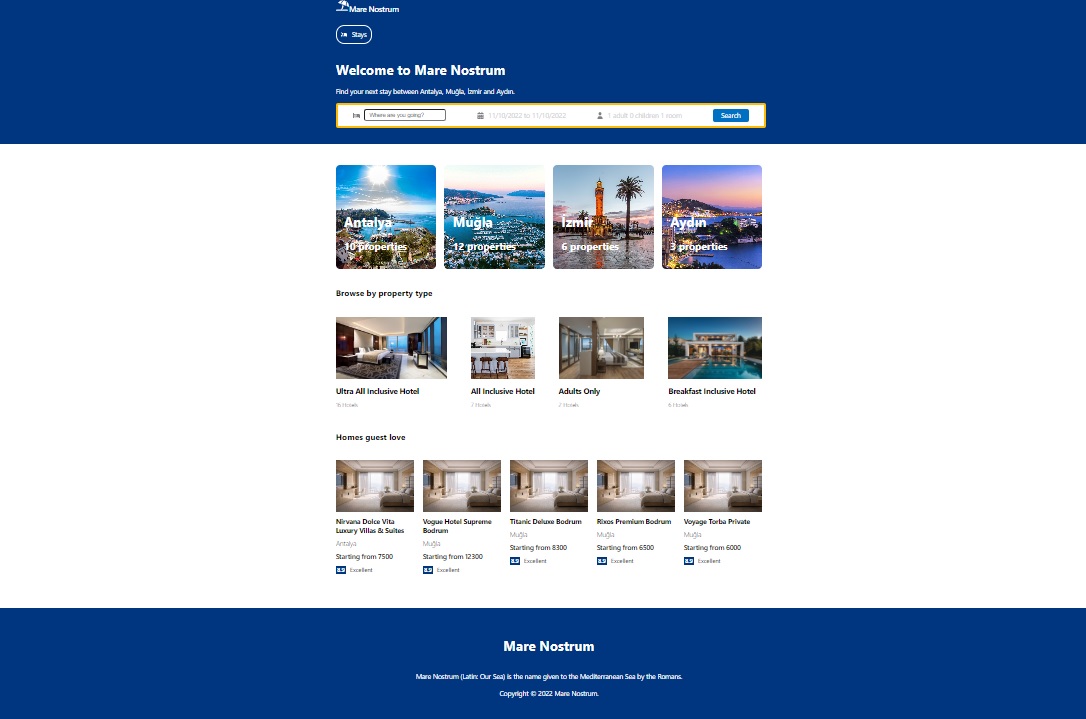 Mare Nostrum
Stays
Welcome to Mare Nostrum
Find your next stay between Antalya, Muğla, İzmir and Aydın.
Where are you going?
11/10/2022 to 11/10/2022
1 adult 0 children 1 room
Search
Antalya
10 properties
Muğla
12 properties
İzmir
6 properties
Aydın
3 properties
Browse by property type
Ultra All Inclusive Hotel
16 Hotels
All Inclusive Hotel
7 Hotels
Adults Only
2 Hotels
Breakfast Inclusive Hotel
6 Hotels
Homes guest love
Nirvana Dolce Vita
Luxury Villas & Suites
Antalya
Starting from 7500
8.9 Excellent
Vogue Hotel Supreme
Bodrum
Muğla
Starting from 12300
8.9 Excellent
Titanic Deluxe Bodrum
Muğla
Starting from 8300
8.9 Excellent
Rixos Premium Bodrum
Muğla
Starting from 6500
8.9 Excellent
Voyage Torba Private
Muğla
Starting from 6000
8.9 Excellent
Mare Nostrum
Mare Nostrum (Latin: Our Sea) is the name given to the Mediterranean Sea by the Romans.
Copyright © 2022 Mare Nostrum.